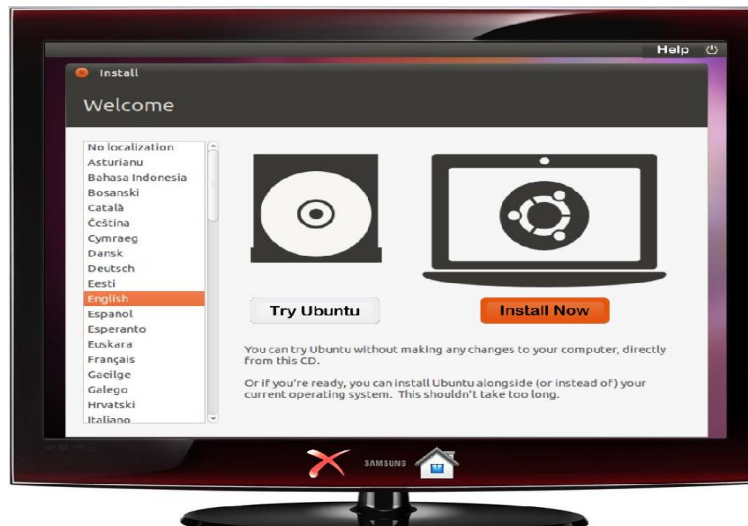 Help
Install
Welcome
No localization
Asturianu
Bahasa Indonesia
Bosanski
Català
Čeština
Cymraeg
Dansk
Deutsch
Eesti
English
Español
Esperanto
Euskara
Français
Gaeilge
Galego
Hrvatski
Italiano
Try Ubuntu
Install Now
You can try Ubuntu without making any changes to your computer, directly
from this CD.
Or if you're ready, you can install Ubuntu alongside (or instead of) your
current operating system. This shouldn't take too long.
SAMSUNG